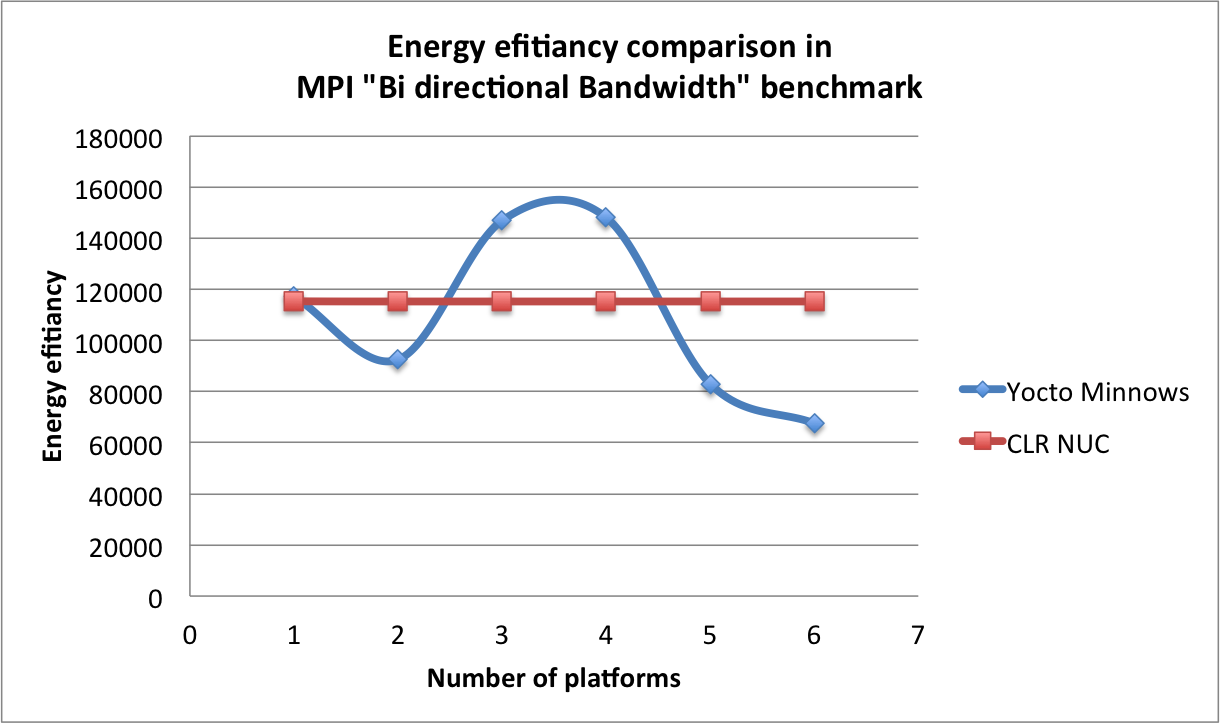 Energy efitiancy comparison in
MPI "Bi directional Bandwidth" benchmark
180000
160000
140000
120000
100000
80000
60000
40000
20000
0
Energy efitiancy
0 1 2 3 4 5 6 7
Number of platforms
Yocto Minnows
CLR NUC